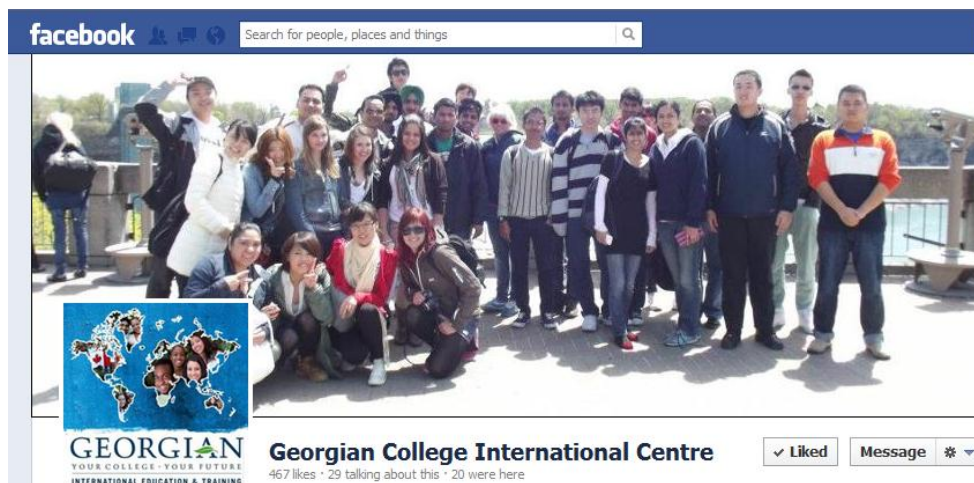 facebook
Search for people, places and things
GEORGIAN
YOUR COLLEGE · YOUR FUTURE
INTERNATIONAL EDUCATION & TRAINING
Georgian College International Centre
467 likes · 29 talking about this · 20 were here
✓ Liked
Message